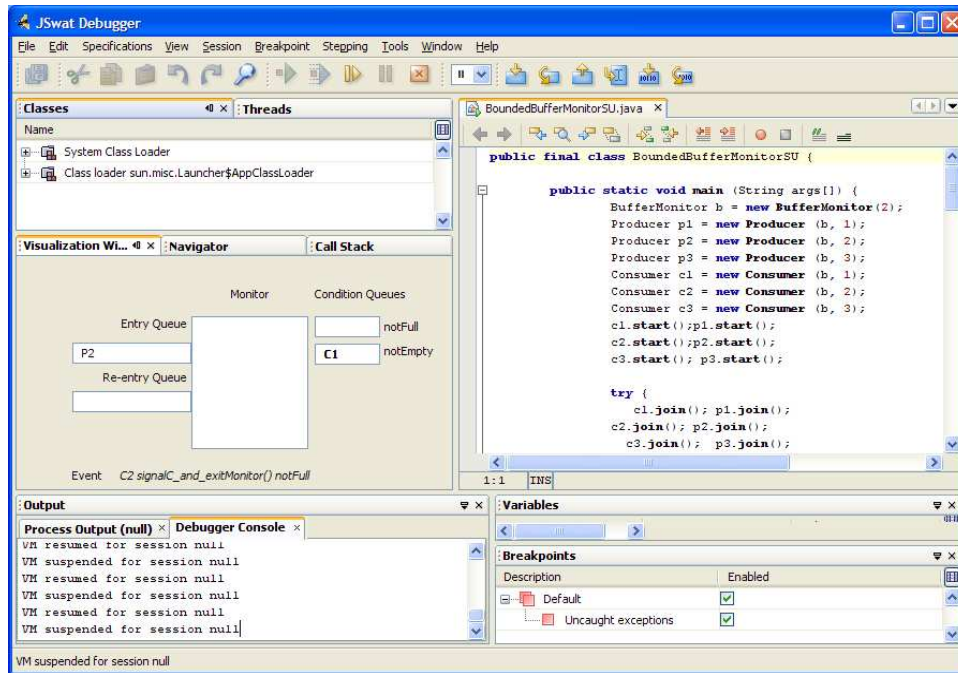 JSwat Debugger
File Edit Specifications View Session Breakpoint Stepping Tools Window Help
Classes
Threads
Name
System Class Loader
Class loader sun.misc.Launcher$AppClassLoader
Visualization Wi...
Navigator
Call Stack
Monitor
Condition Queues
Entry Queue
notFull
P2
C1
notEmpty
Re-entry Queue
Event C2 signalC_and_exitMonitor() notFull
BoundedBufferMonitorSU.java
public final class BoundedBufferMonitorSU {
public static void main (String args[]) {
BufferMonitor b = new BufferMonitor(2);
Producer p1 = new Producer (b, 1);
Producer p2 = new Producer (b, 2);
Producer p3 = new Producer (b, 3);
Consumer c1 = new Consumer (b, 1);
Consumer c2 = new Consumer (b, 2);
Consumer c3 = new Consumer (b, 3);
c1.start();p1.start();
c2.start();p2.start();
c3.start(); p3.start();
try {
c1.join(); p1.join();
c2.join(); p2.join();
c3.join(); p3.join();
1:1 INS
Output
Process Output (null)
Debugger Console
VM resumed for session null
VM suspended for session null
VM resumed for session null
VM suspended for session null
VM resumed for session null
VM suspended for session null
Variables
Breakpoints
Description Enabled
Default
Uncaught exceptions
VM suspended for session null